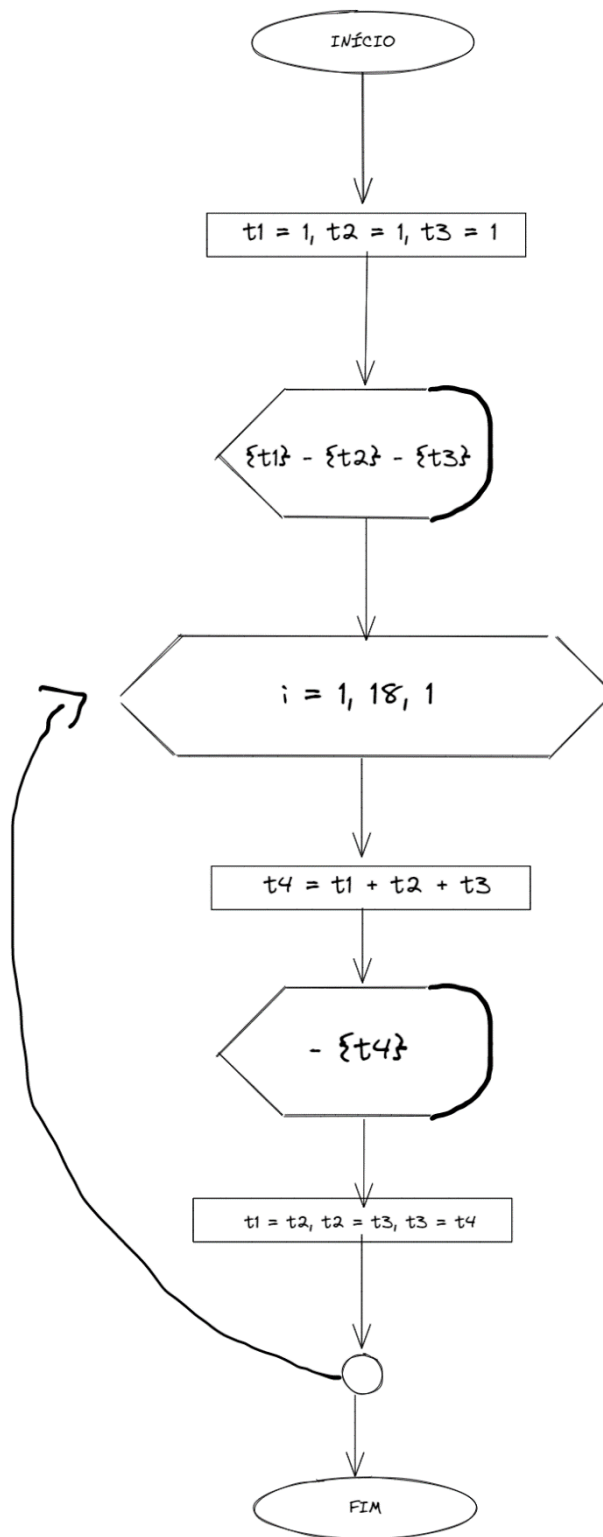 INÍCIO
t1 = 1, t2 = 1, t3 = 1
{t1} - {t2} - {t3}
i = 1, 18, 1
t4 = t1 + t2 + t3
- {t4}
t1 = t2, t2 = t3, t3 = t4
FIM